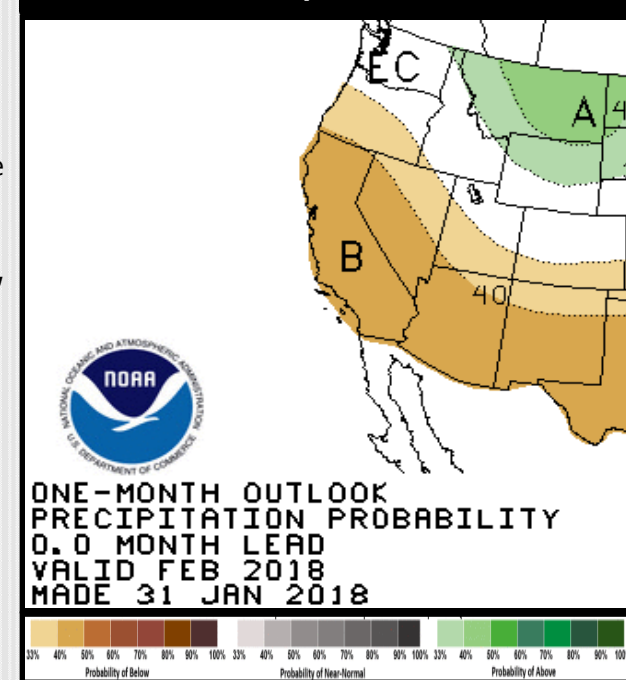 EC
A 4
B
40
NATIONAL OCEANIC AND ATMOSPHERIC ADMINISTRATION
NOAA
U.S. DEPARTMENT OF COMMERCE
ONE-MONTH OUTLOOK
PRECIPITATION PROBABILITY
0.0 MONTH LEAD
VALID FEB 2018
MADE 31 JAN 2018
33% 40% 50% 60% 70% 80% 90% 100% 33% 40% 50% 60% 70% 80% 90% 100% 33% 40% 50% 60% 70% 80% 90% 100
Probability of Below Probability of Near-Normal Probability of Above